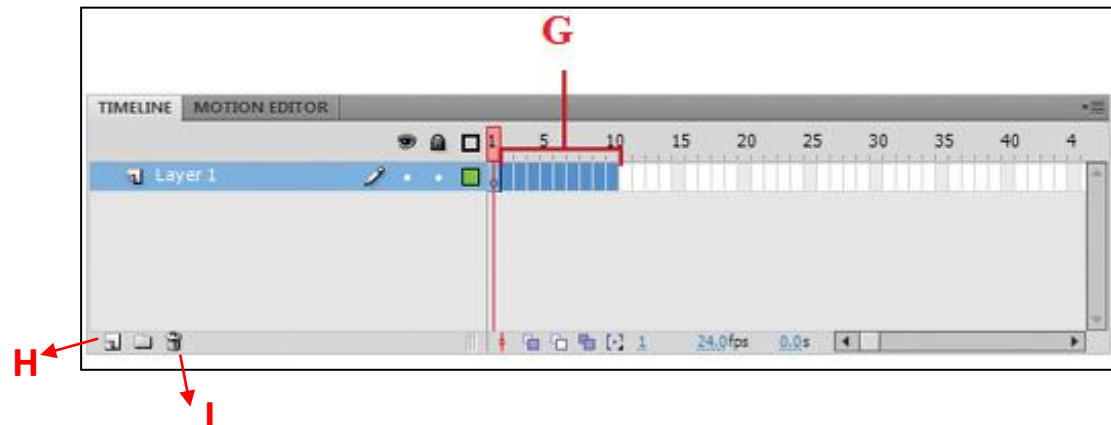 G
TIMELINE MOTION EDITOR
1 5 10 15 20 25 30 35 40 4
Layer 1
1 24.0fps 0.0s
H
I